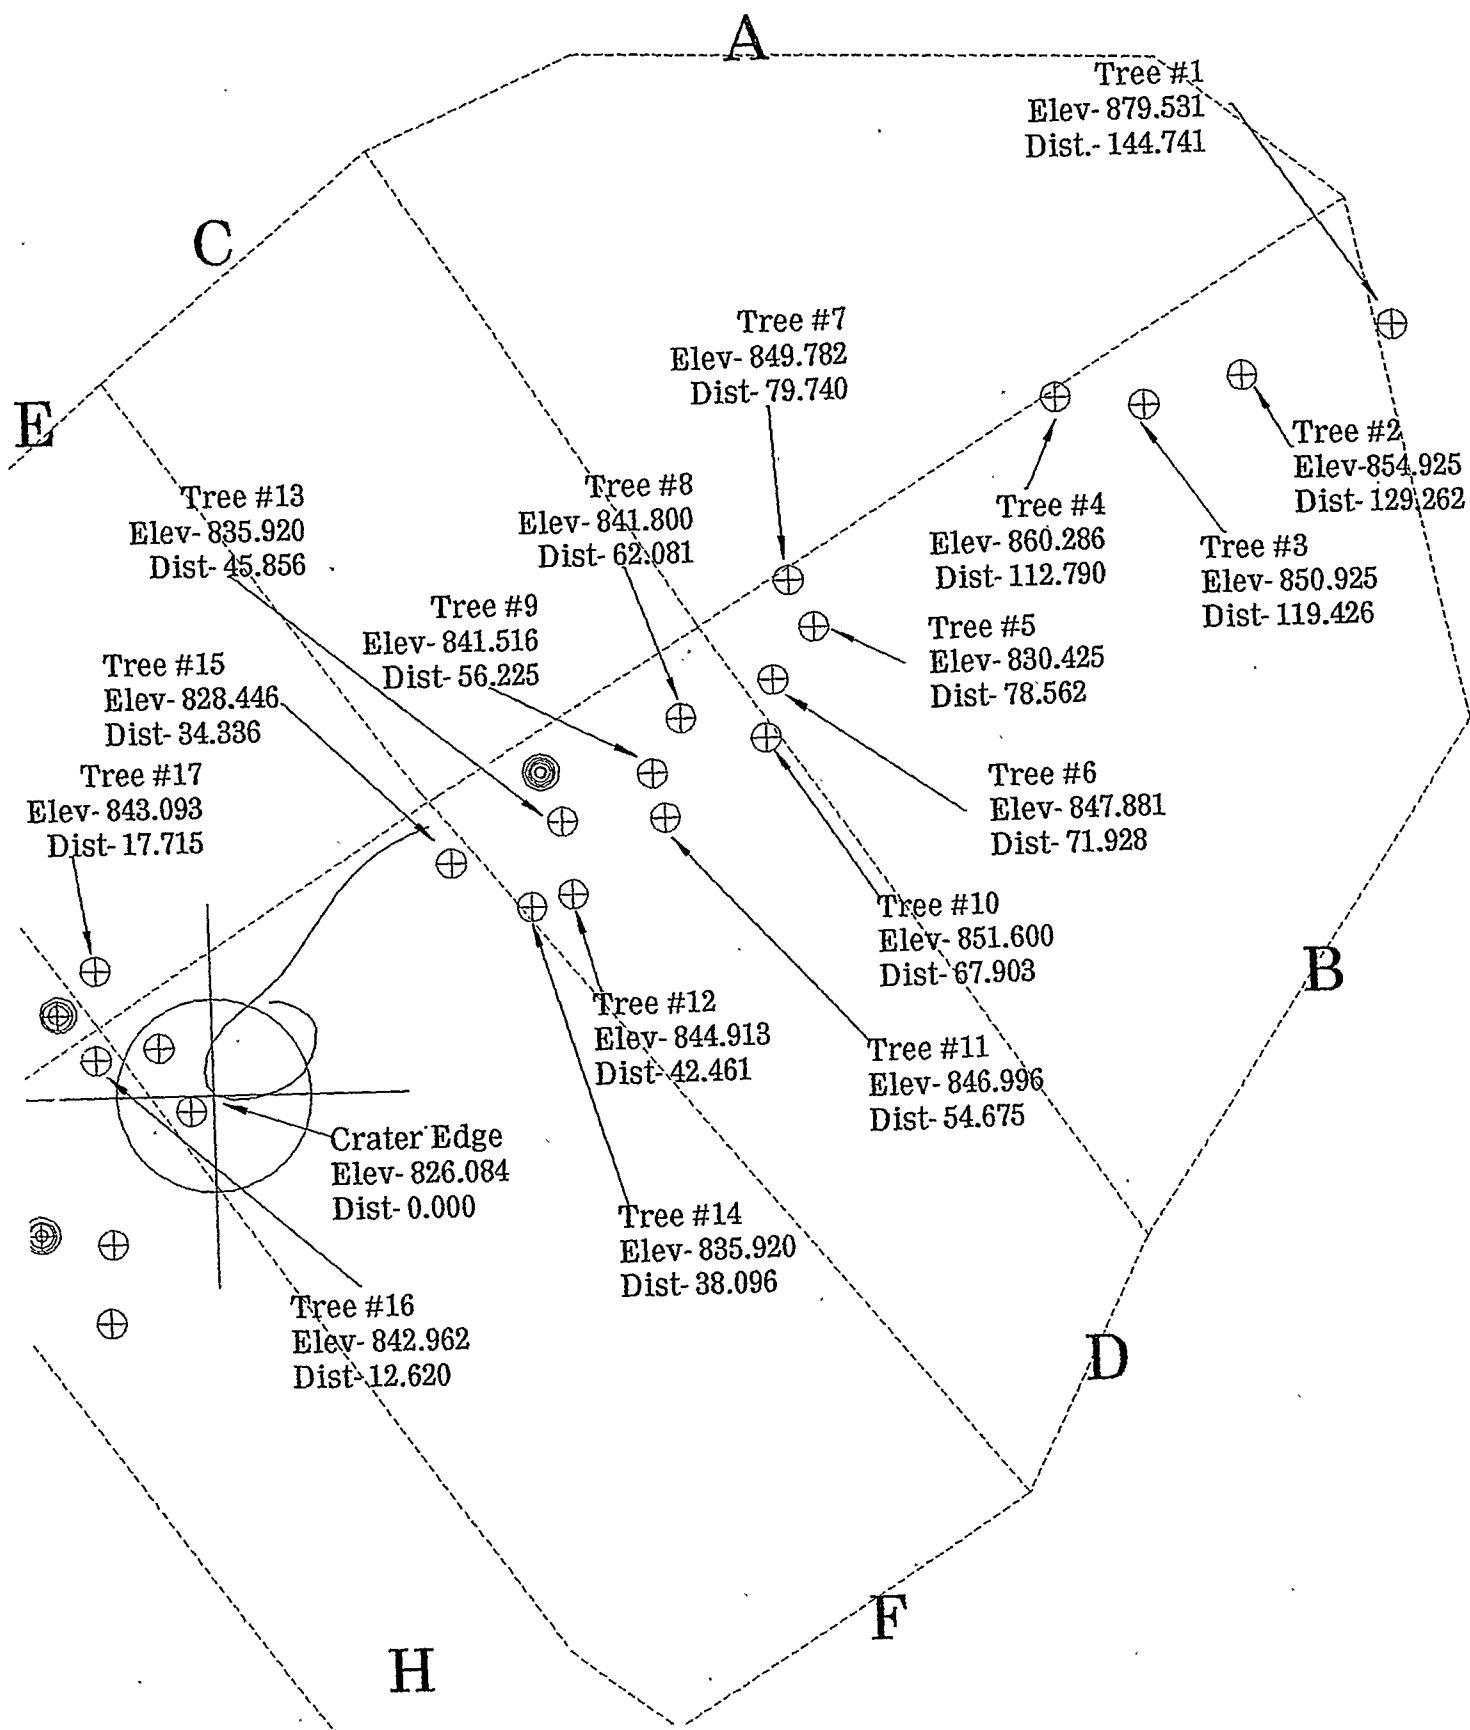 A
Tree #1
Elev- 879.531
Dist.- 144.741
C
Tree #7
Elev- 849.782
Dist- 79.740
E
Tree #2
Elev-854.925
Dist- 129.262
Tree #13
Elev- 835.920
Dist- 45.856
Tree #8
Elev- 841.800
Dist- 62.081
Tree #4
Elev- 860.286
Dist- 112.790
Tree #3
Elev- 850.925
Dist- 119.426
Tree #9
Elev- 841.516
Dist- 56.225
Tree #5
Elev- 830.425
Dist- 78.562
Tree #15
Elev- 828.446
Dist- 34.336
Tree #17
Elev- 843.093
Dist- 17.715
Tree #6
Elev- 847.881
Dist- 71.928
Tree #10
Elev- 851.600
Dist- 67.903
B
Tree #12
Elev- 844.913
Dist- 42.461
Tree #11
Elev- 846.996
Dist- 54.675
Crater Edge
Elev- 826.084
Dist- 0.000
Tree #14
Elev- 835.920
Dist- 38.096
Tree #16
Elev- 842.962
Dist- 12.620
D
F
H